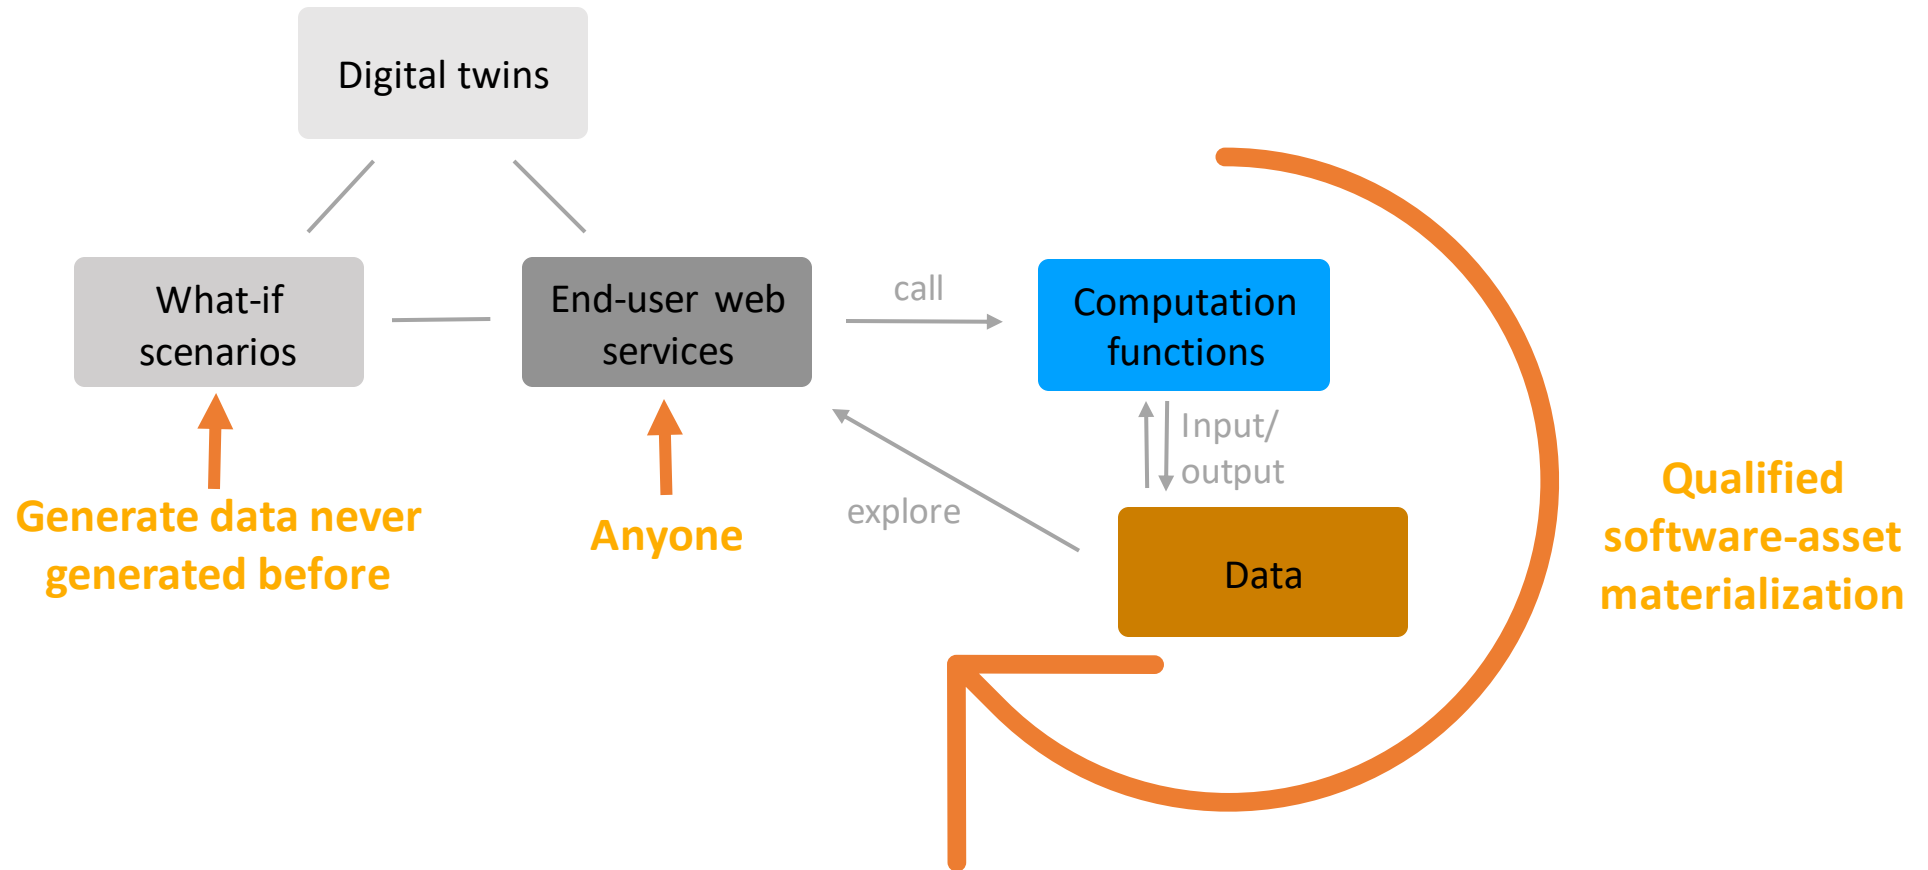 Digital twins
What-if
scenarios
End-user web
services
call
Computation
functions
Input/
output
explore
Data
Generate data never
generated before
Anyone
Qualified
software-asset
materialization